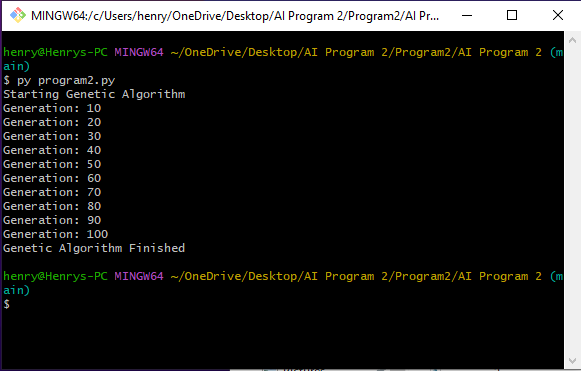 MINGW64:/c/Users/henry/OneDrive/Desktop/AI Program 2/Program2/AI Pr...
henry@Henrys-PC MINGW64 ~/OneDrive/Desktop/AI Program 2/Program2/AI Program 2 (m
ain)
$ py program2.py
Starting Genetic Algorithm
Generation: 10
Generation: 20
Generation: 30
Generation: 40
Generation: 50
Generation: 60
Generation: 70
Generation: 80
Generation: 90
Generation: 100
Genetic Algorithm Finished
henry@Henrys-PC MINGW64 ~/OneDrive/Desktop/AI Program 2/Program2/AI Program 2 (m
ain)
$